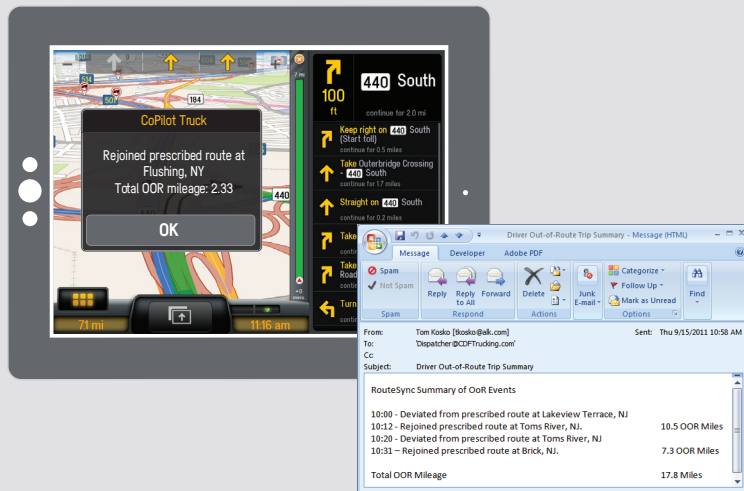 514
501
184
440
7 mi
+0
mins
CoPilot Truck
Rejoined prescribed route at
Flushing, NY
Total OOR mileage: 2.33
OK
71 mi
11:16 am
100
ft
440 South
continue for 2.0 mi
Keep right on 440 South
(Start toll)
continue for 0.5 miles
Take Outerbridge Crossing
- 440 South
continue for 1.7 miles
Straight on 440 South
continue for 0.2 miles
Take
Take
Road
Turn
Driver Out-of-Route Trip Summary - Message (HTML)
Message Developer Adobe PDF
Spam
Not Spam
Spam
Reply
Reply
to All
Forward
Respond
Delete
Actions
Junk
E-mail
Categorize
Follow Up
Mark as Unread
Options
Find
From: Tom Kosko [tkosko@alk.com] Sent: Thu 9/15/2011 10:58 AM
To: 'Dispatcher@CDFTrucking.com'
Cc:
Subject: Driver Out-of-Route Trip Summary
RouteSync Summary of OoR Events
10:00 - Deviated from prescribed route at Lakeview Terrace, NJ
10:12 - Rejoined prescribed route at Toms River, NJ. 10.5 OOR Miles
10:20 - Deviated from prescribed route at Toms River, NJ
10:31 – Rejoined prescribed route at Brick, NJ. 7.3 OOR Miles
Total OOR Mileage 17.8 Miles